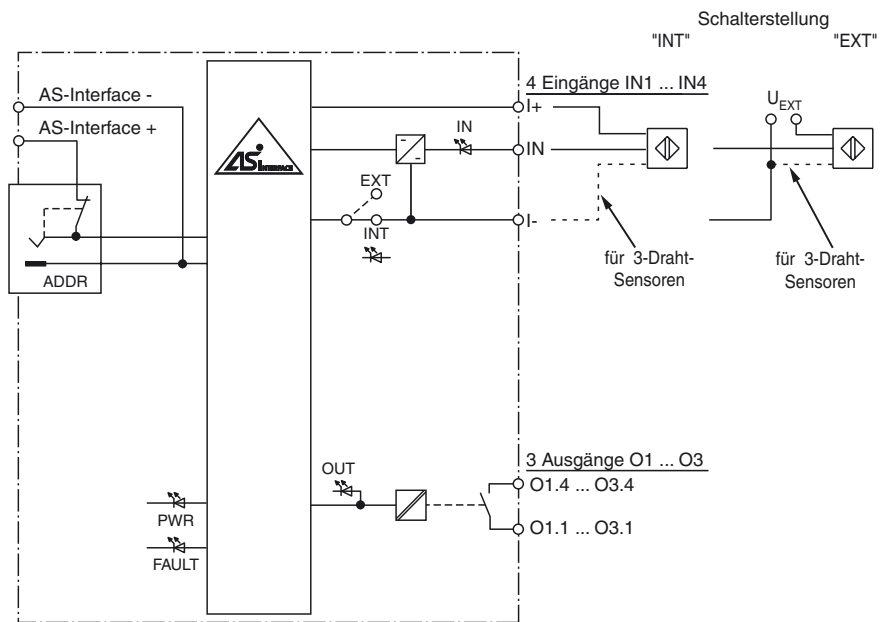 Schalterstellung
"INT" "EXT"
AS-Interface -
AS-Interface +
ADDR
AS INTERFACE
4 Eingänge IN1 ... IN4
I+
IN
IN
EXT
INT
I-
U EXT
für 3-Draht-
Sensoren
für 3-Draht-
Sensoren
PWR
FAULT
OUT
3 Ausgänge O1 ... O3
O1.4 ... O3.4
O1.1 ... O3.1